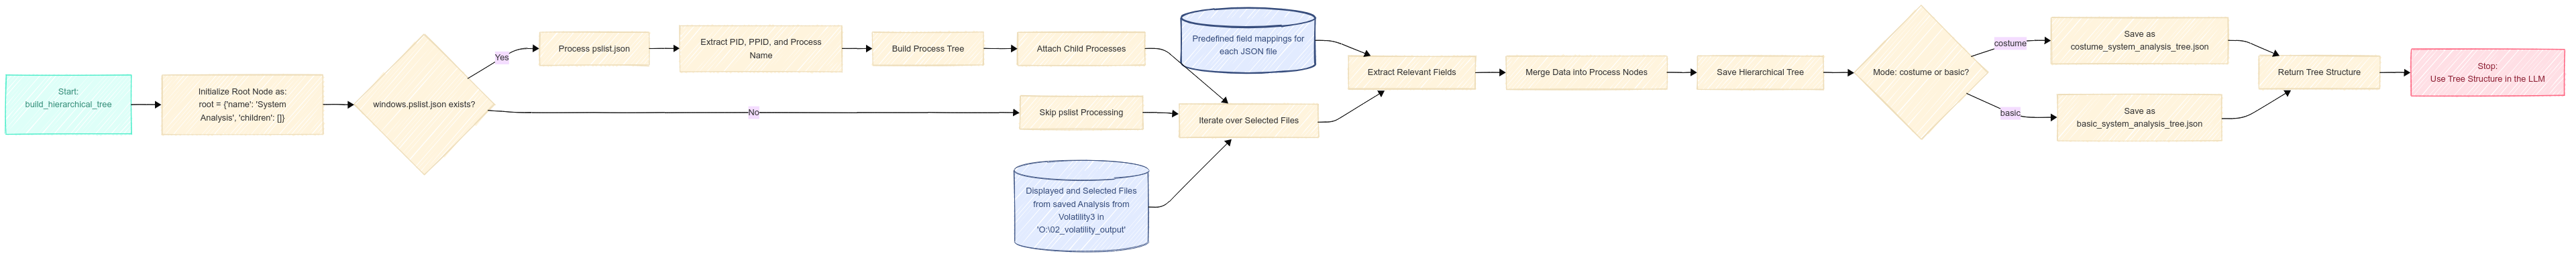 Start:
build_hierarchical_tree
Initialize Root Node as:
root = {'name': 'System
Analysis', 'children': []}
windows.pslist.json exists?
Yes
No
Process pslist.json
Extract PID, PPID, and Process
Name
Build Process Tree
Attach Child Processes
Skip pslist Processing
Displayed and Selected Files
from saved Analysis from
Volatility3 in
'O:\02_volatility_output'
Predefined field mappings for
each JSON file
Iterate over Selected Files
Extract Relevant Fields
Merge Data into Process Nodes
Save Hierarchical Tree
Mode: costume or basic?
costume
basic
Save as
costume_system_analysis_tree.json
Save as
basic_system_analysis_tree.json
Return Tree Structure
Stop:
Use Tree Structure in the LLM